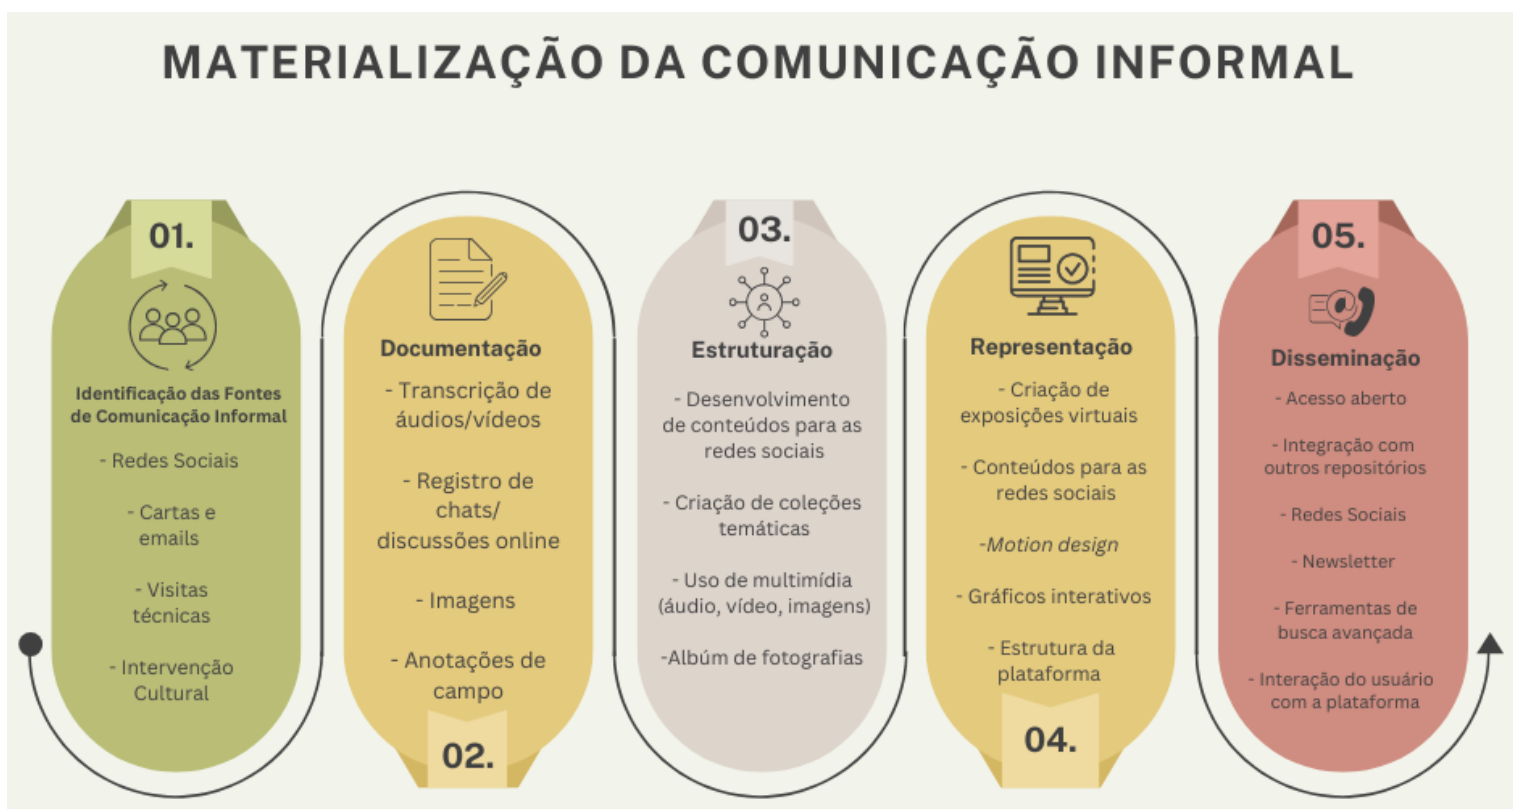 MATERIALIZAÇÃO DA COMUNICAÇÃO INFORMAL
01.
Identificação das Fontes
de Comunicação Informal
- Redes Sociais
- Cartas e
emails
- Visitas
técnicas
- Intervenção
Cultural
Documentação
- Transcrição de
áudios/vídeos
- Registro de
chats/
discussões online
- Imagens
- Anotações de
campo
02.
03.
Estruturação
- Desenvolvimento
de conteúdos para as
redes sociais
- Criação de coleções
temáticas
- Uso de multimídia
(áudio, vídeo, imagens)
-Albúm de fotografias
Representação
- Criação de
exposições virtuais
- Conteúdos para as
redes sociais
-Motion design
- Gráficos interativos
- Estrutura da
plataforma
04.
05.
Disseminação
- Acesso aberto
- Integração com
outros repositórios
- Redes Sociais
- Newsletter
- Ferramentas de
busca avançada
- Interação do usuário
com a plataforma